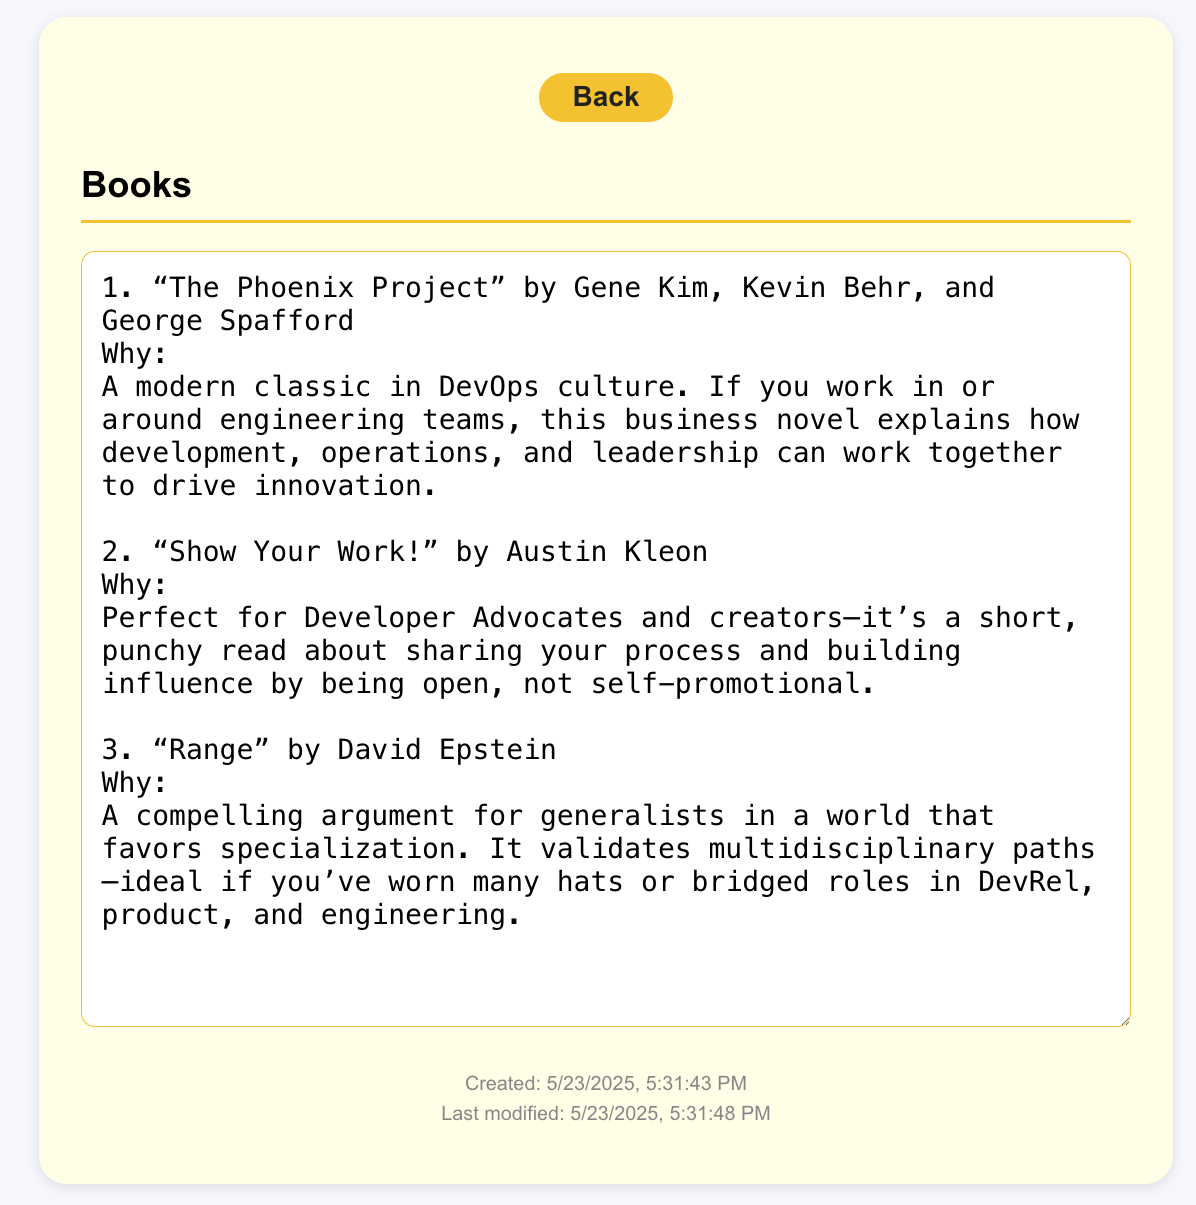 Back
Books
1. “The Phoenix Project” by Gene Kim, Kevin Behr, and
George Spafford
Why:
A modern classic in DevOps culture. If you work in or
around engineering teams, this business novel explains how
development, operations, and leadership can work together
to drive innovation.
2. “Show Your Work!” by Austin Kleon
Why:
Perfect for Developer Advocates and creators—it’s a short,
punchy read about sharing your process and building
influence by being open, not self-promotional.
3. “Range” by David Epstein
Why:
A compelling argument for generalists in a world that
favors specialization. It validates multidisciplinary paths
—ideal if you’ve worn many hats or bridged roles in DevRel,
product, and engineering.
Created: 5/23/2025, 5:31:43 PM
Last modified: 5/23/2025, 5:31:48 PM